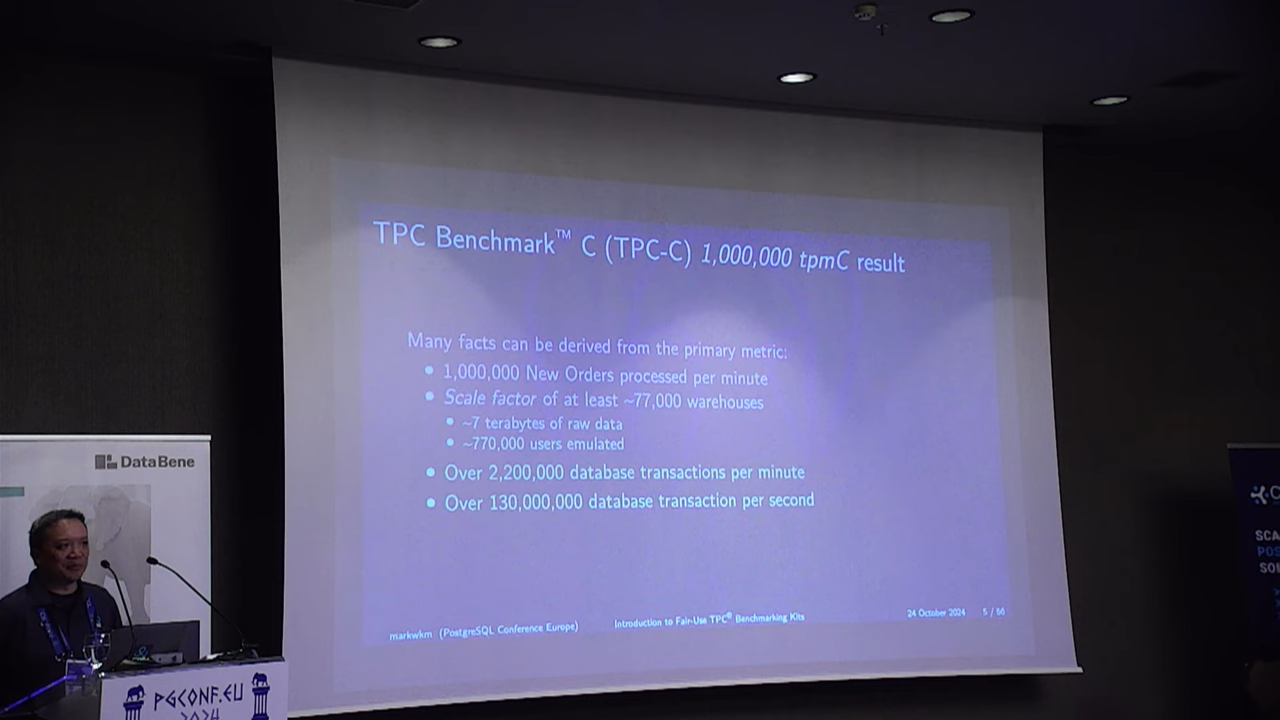 TPC Benchmark™ C (TPC-C) 1,000,000 tpmC result
Many facts can be derived from the primary metric:
• 1,000,000 New Orders processed per minute
• Scale factor of at least ~77,000 warehouses
• ~7 terabytes of raw data
• ~770,000 users emulated
• Over 2,200,000 database transactions per minute
• Over 130,000,000 database transaction per second
markwkm (PostgreSQL Conference Europe)
Introduction to Fair-Use TPC® Benchmarking Kits
24 October 2024
5 / 56
DataBene
PGCONF.EU
2024
SCA
POS
SOL